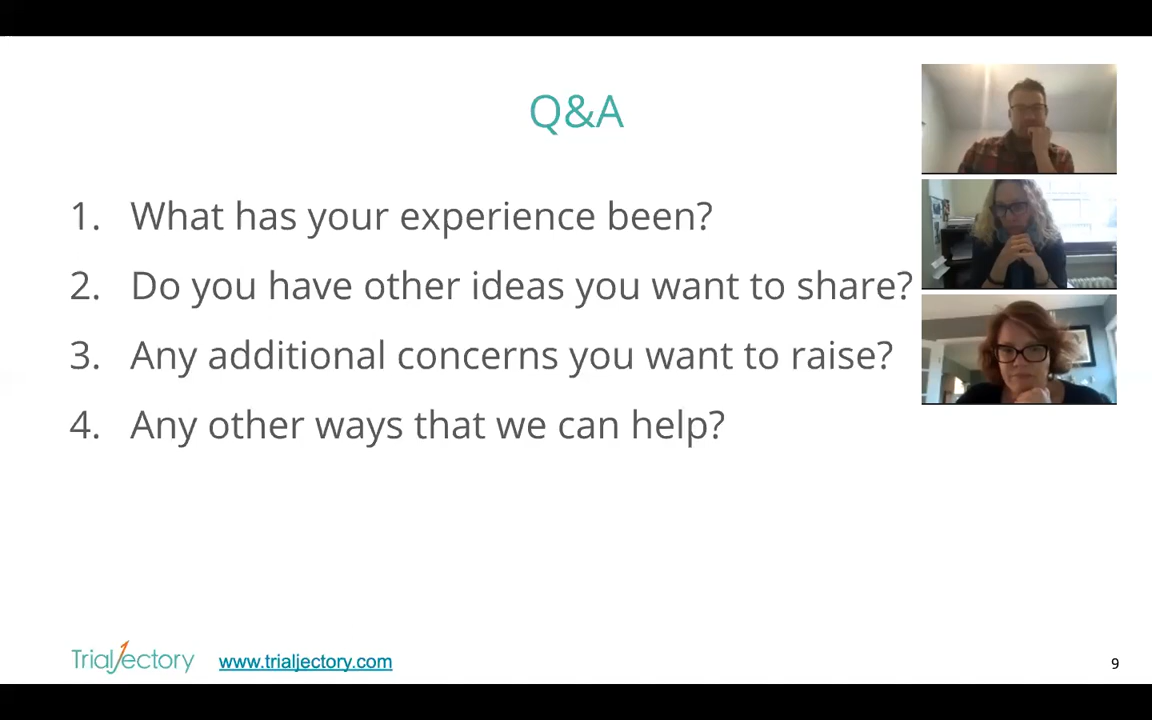 Q&A
1. What has your experience been?
2. Do you have other ideas you want to share?
3. Any additional concerns you want to raise?
4. Any other ways that we can help?
Trialjectory www.trialjectory.com
9